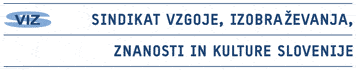 VIZ SINDIKAT VZGOJE, IZOBRAŽEVANJA,
ZNANOSTI IN KULTURE SLOVENIJE